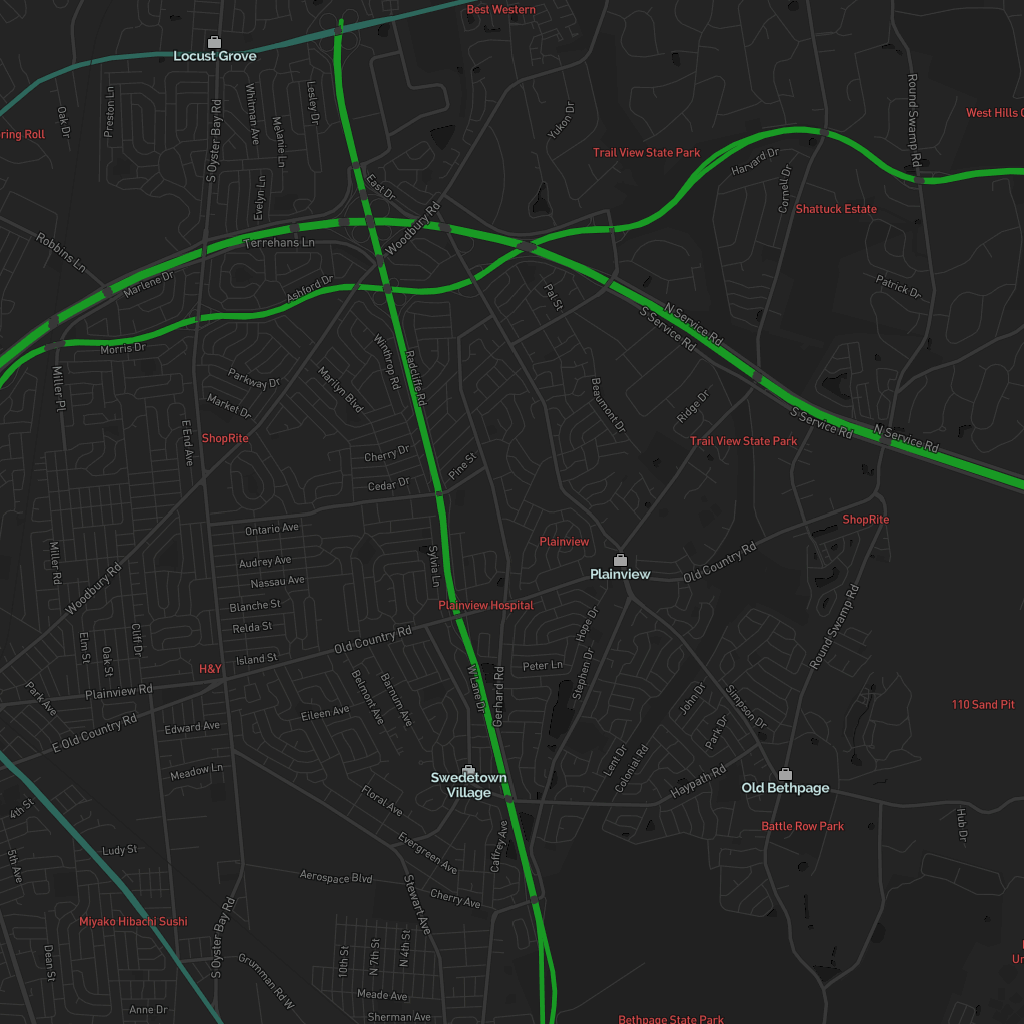 Best Western
Locust Grove
Oak Dr
Preston Ln
S Oyster Bay Rd
Whitman Ave
Melanie Ln
Lesley Dr
Yukon Dr
Round Swamp Rd
West Hills
ring Roll
Trail View State Park
Harvard Dr
Cornell Dr
Evelyn Ln
East Dr
Woodbury Rd
Shattuck Estate
Robbins Ln
Terrehans Ln
Marlene Dr
Ashford Dr
Pal St
Patrick Dr
N Service Rd
S Service Rd
Morris Dr
Miller Pl
Parkway Dr
Marilyn Blvd
Winthrop Rd
Radcliffe Rd
Market Dr
Beaumont Dr
Ridge Dr
S Service Rd
N Service Rd
ShopRite
E End Ave
Trail View State Park
Cherry Dr
Pine St
Cedar Dr
ShopRite
Ontario Ave
Plainview
Miller Rd
Audrey Ave
Sylvia Ln
Plainview
Old Country Rd
Nassau Ave
Woodbury Rd
Blanche St
Plainview Hospital
Relda St
Hope Dr
Round Swamp Rd
Elm St
Oak St
Cliff Dr
Old Country Rd
Island St
H&Y
Peter Ln
Stephen Dr
Plainview Rd
Park Ave
Belmont Ave
Barnum Ave
W Lane Dr
Gerhard Rd
John Dr
Simpson Dr
110 Sand Pit
Eileen Ave
Edward Ave
E Old Country Rd
Park Dr
Lent Dr
Colonial Rd
Meadow Ln
Swedetown
Village
Haypath Rd
Old Bethpage
4th St
Floral Ave
Battle Row Park
Hub Dr
Ludy St
Evergreen Ave
Caffrey Ave
5th Ave
Aerospace Blvd
Cherry Ave
Stewart Ave
Miyako Hibachi Sushi
S Oyster Bay Rd
Dean St
Grumman Rd W
10th St
N 7th St
N 4th St
Meade Ave
Anne Dr
Sherman Ave
Bethpage State Park